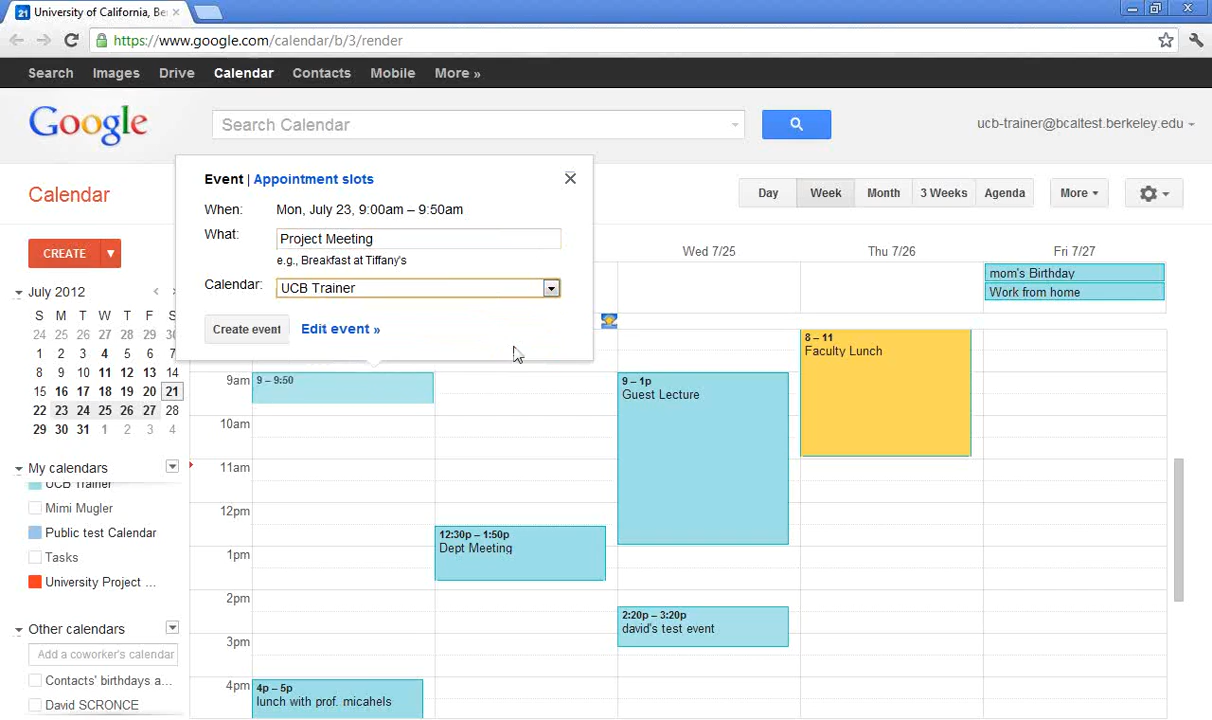 21 University of California, Be
https://www.google.com/calendar/b/3/render
Search Images Drive Calendar Contacts Mobile More »
Google
Search Calendar
ucb-trainer@bcaltest.berkeley.edu
Calendar
Day Week Month 3 Weeks Agenda More
CREATE
Event | Appointment slots
When: Mon, July 23, 9:00am – 9:50am
What: Project Meeting
e.g., Breakfast at Tiffany's
Calendar: UCB Trainer
Create event Edit event »
July 2012
S M T W T F S
24 25 26 27 28 29 30
1 2 3 4 5 6 7
8 9 10 11 12 13 14
15 16 17 18 19 20 21
22 23 24 25 26 27 28
29 30 31 1 2 3 4
My calendars
UCB Trainer
Mimi Mugler
Public test Calendar
Tasks
University Project ...
Other calendars
Add a coworker's calendar
Contacts' birthdays a...
David SCRONCE
Wed 7/25 Thu 7/26 Fri 7/27
mom's Birthday
Work from home
9am
10am
11am
12pm
1pm
2pm
3pm
4pm
9 – 9:50
4p – 5p
lunch with prof. micahels
12:30p – 1:50p
Dept Meeting
9 – 1p
Guest Lecture
2:20p – 3:20p
david's test event
8 – 11
Faculty Lunch